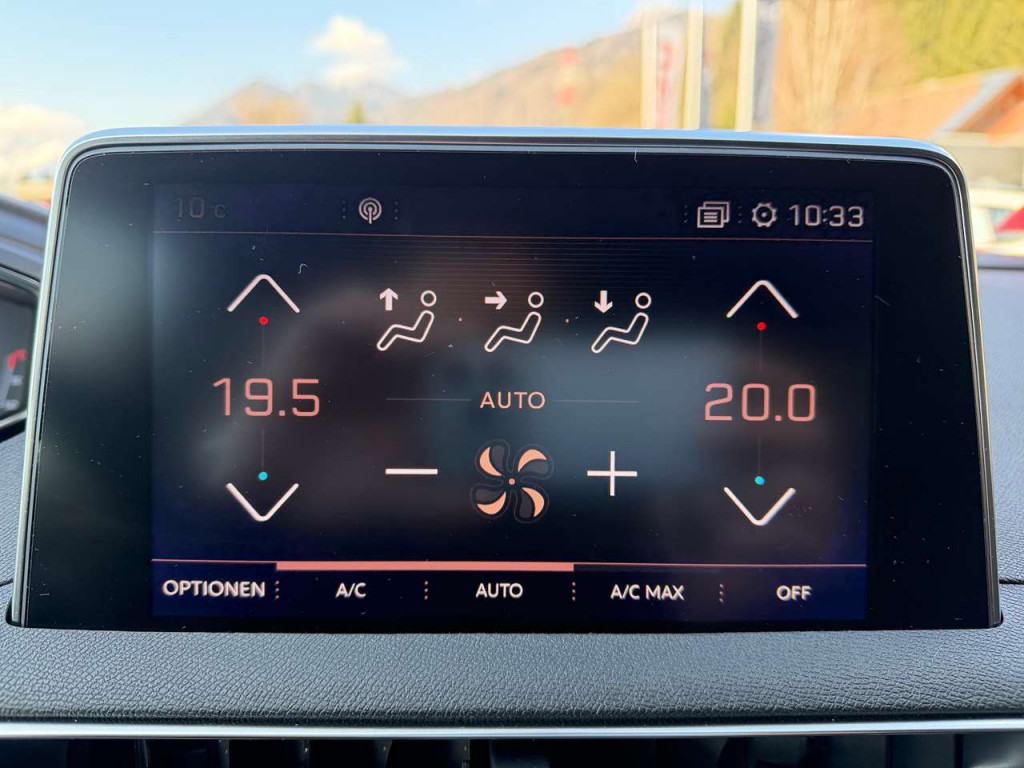 10 c 10:33
19.5 20.0
AUTO
OPTIONEN A/C AUTO A/C MAX OFF